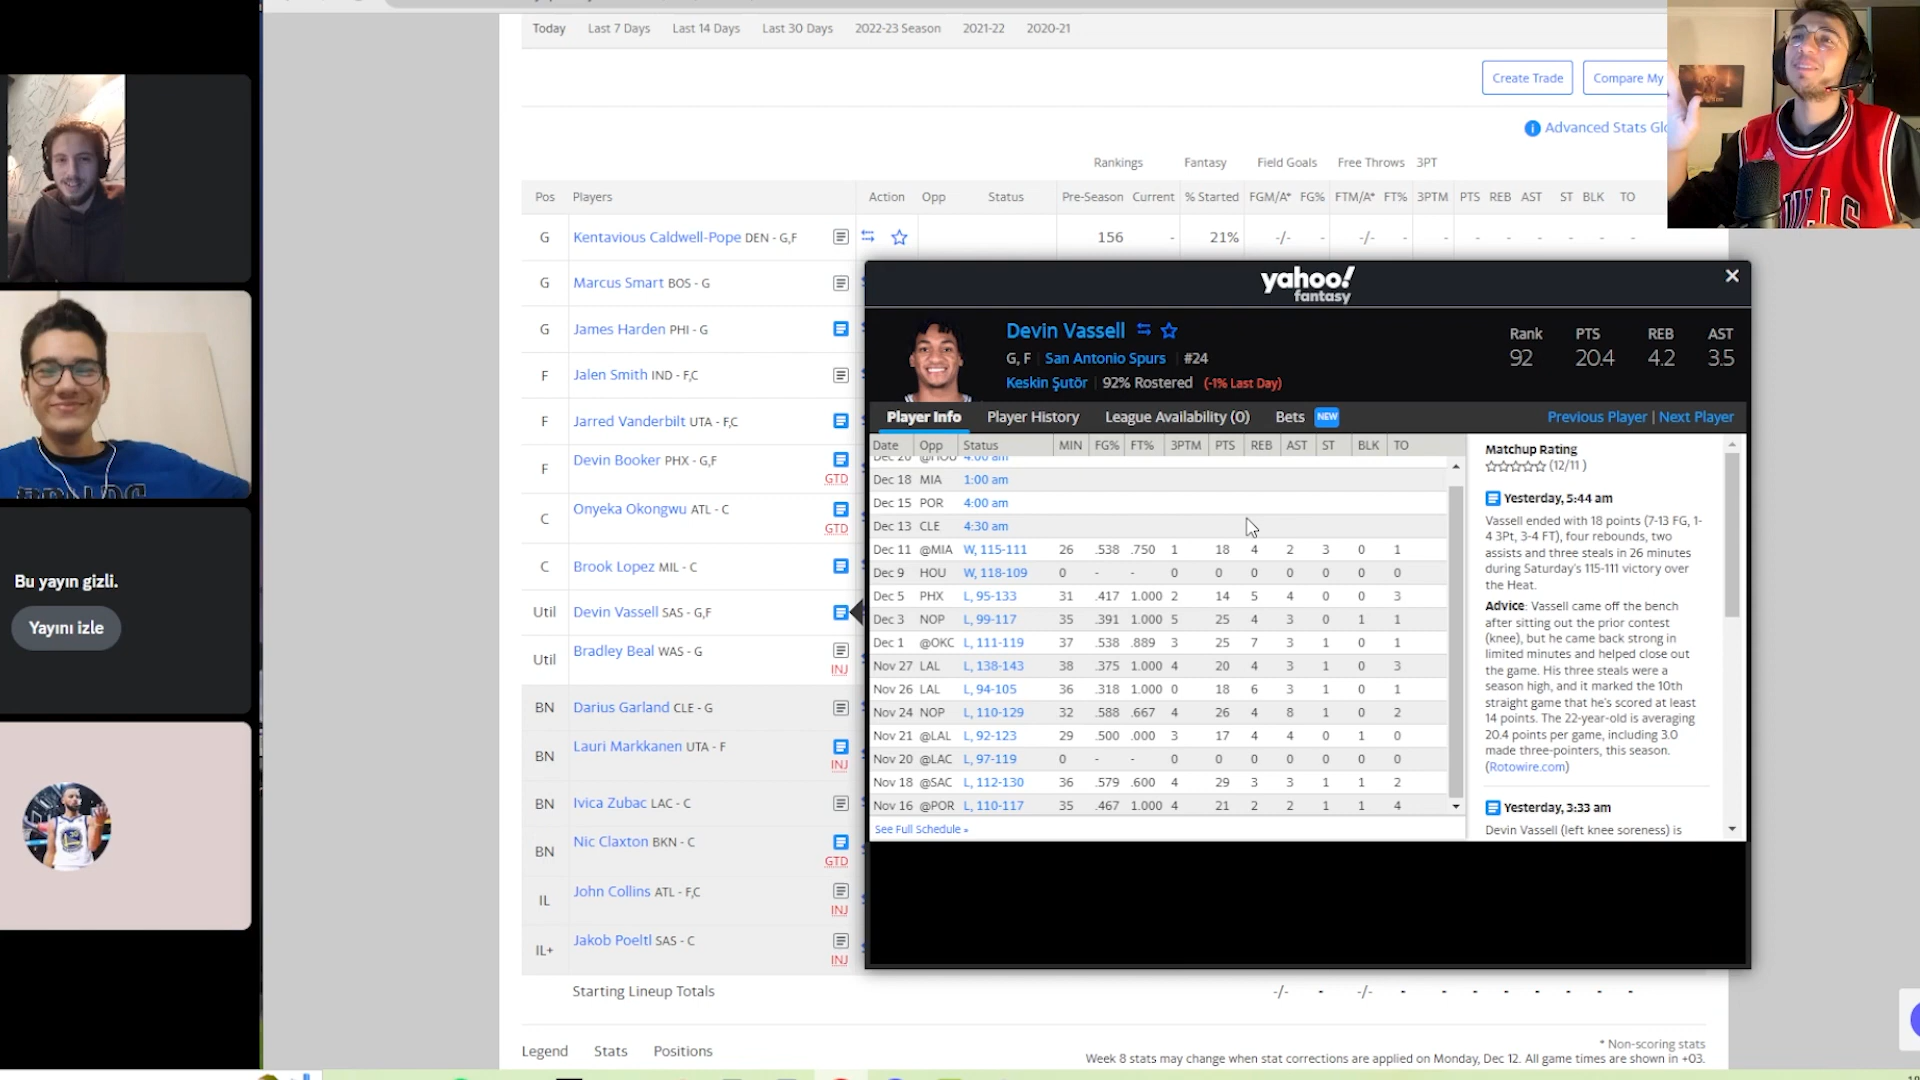 Today Last 7 Days Last 14 Days Last 30 Days 2022-23 Season 2021-22 2020-21
Create Trade Compare My
Advanced Stats Glo
Rankings Fantasy Field Goals Free Throws 3PT
Pos Players Action Opp Status Pre-Season Current % Started FGM/A* FG% FTM/A* FT% 3PTM PTS REB AST ST BLK TO
G Kentavious Caldwell-Pope DEN - G,F 156 - 21% -/- - -/- - - - - - - - -
G Marcus Smart BOS - G
G James Harden PHI - G
F Jalen Smith IND - F,C
F Jarred Vanderbilt UTA - F,C
F Devin Booker PHX - G,F
GTD
C Onyeka Okongwu ATL - C
GTD
C Brook Lopez MIL - C
Util Devin Vassell SAS - G,F
Util Bradley Beal WAS - G
INJ
BN Darius Garland CLE - G
BN Lauri Markkanen UTA - F
INJ
BN Ivica Zubac LAC - C
BN Nic Claxton BKN - C
GTD
IL John Collins ATL - F,C
INJ
IL+ Jakob Poeltl SAS - C
INJ
Starting Lineup Totals -/- - -/- - - - - - - - -
Legend Stats Positions
* Non-scoring stats
Week 8 stats may change when stat corrections are applied on Monday, Dec 12. All game times are shown in +03.
yahoo!
fantasy
Devin Vassell
G, F San Antonio Spurs #24
Keskin Şutör 92% Rostered (-1% Last Day)
Rank PTS REB AST
92 20.4 4.2 3.5
Player Info Player History League Availability (0) Bets NEW
Previous Player | Next Player
Date Opp Status MIN FG% FT% 3PTM PTS REB AST ST BLK TO
Dec 20 @HOU 4:00 am
Dec 18 MIA 1:00 am
Dec 15 POR 4:00 am
Dec 13 CLE 4:30 am
Dec 11 @MIA W, 115-111 26 .538 .750 1 18 4 2 3 0 1
Dec 9 HOU W, 118-109 0 - - 0 0 0 0 0 0 0
Dec 5 PHX L, 95-133 31 .417 1.000 2 14 5 4 0 0 3
Dec 3 NOP L, 99-117 35 .391 1.000 5 25 4 3 0 1 1
Dec 1 @OKC L, 111-119 37 .538 .889 3 25 7 3 1 0 1
Nov 27 LAL L, 138-143 38 .375 1.000 4 20 4 3 1 0 3
Nov 26 LAL L, 94-105 36 .318 1.000 0 18 6 3 1 0 1
Nov 24 NOP L, 110-129 32 .588 .667 4 26 4 8 1 0 2
Nov 21 @LAL L, 92-123 29 .500 .000 3 17 4 4 0 1 0
Nov 20 @LAC L, 97-119 0 - - 0 0 0 0 0 0 0
Nov 18 @SAC L, 112-130 36 .579 .600 4 29 3 3 1 1 2
Nov 16 @POR L, 110-117 35 .467 1.000 4 21 2 2 1 1 4
See Full Schedule »
Matchup Rating
(12/11 )
Yesterday, 5:44 am
Vassell ended with 18 points (7-13 FG, 1-
4 3Pt, 3-4 FT), four rebounds, two
assists and three steals in 26 minutes
during Saturday's 115-111 victory over
the Heat.
Advice: Vassell came off the bench
after sitting out the prior contest
(knee), but he came back strong in
limited minutes and helped close out
the game. His three steals were a
season high, and it marked the 10th
straight game that he's scored at least
14 points. The 22-year-old is averaging
20.4 points per game, including 3.0
made three-pointers, this season.
(Rotowire.com)
Yesterday, 3:33 am
Devin Vassell (left knee soreness) is
Bu yayın gizli.
Yayını izle